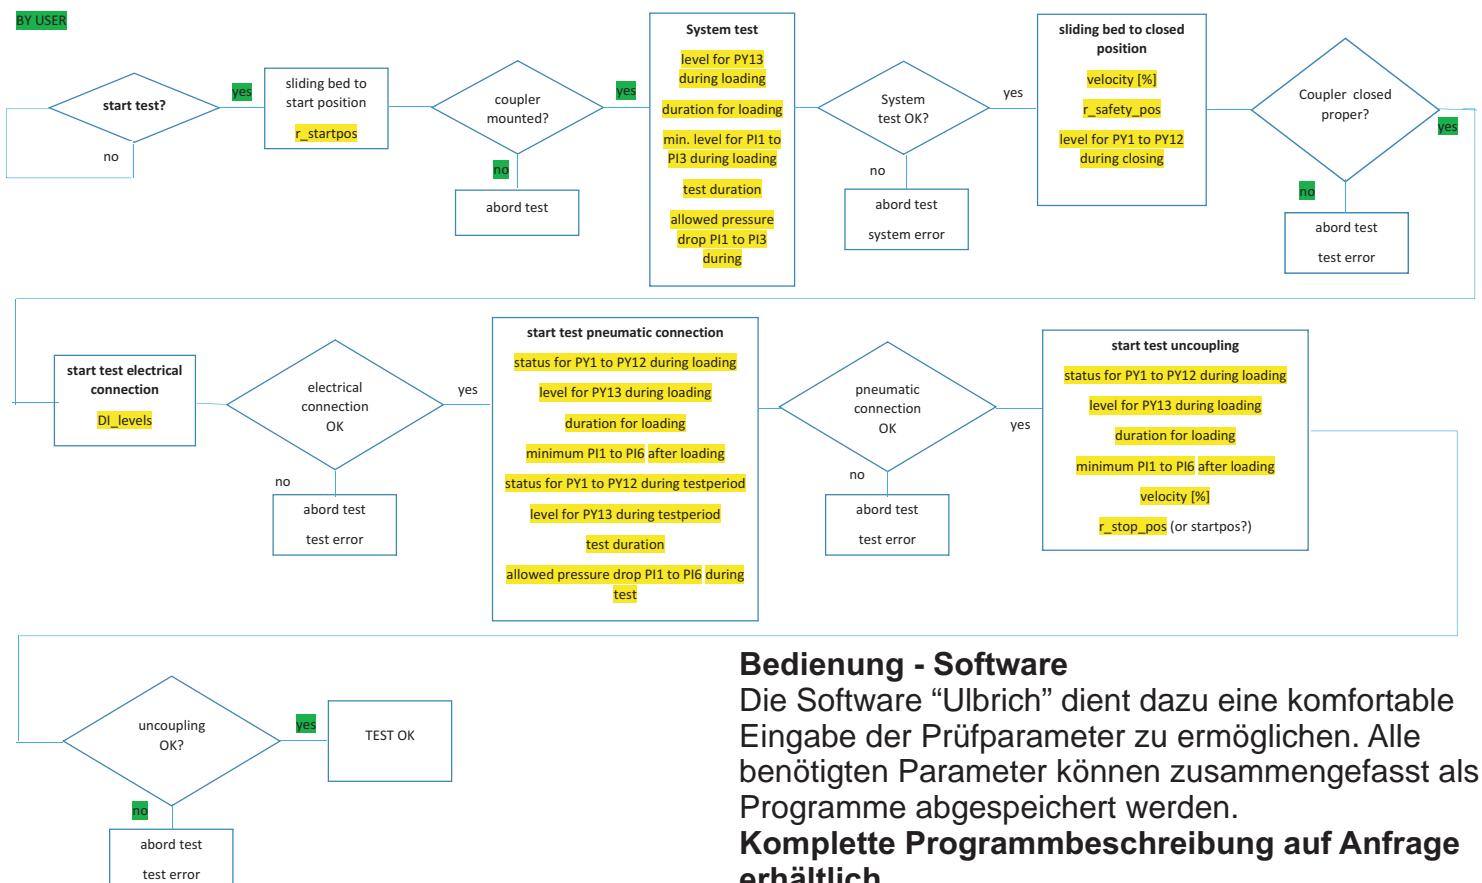 BY USER
start test?
yes
no
sliding bed to
start position
r_startpos
coupler
mounted?
yes
no
abord test
System test
level for PY13
during loading
duration for loading
min. level for PI1 to
PI3 during loading
test duration
allowed pressure
drop PI1 to PI3
during
System
test OK?
yes
no
abord test
system error
sliding bed to closed
position
velocity [%]
r_safety_pos
level for PY1 to PY12
during closing
Coupler closed
proper?
yes
no
abord test
test error
start test electrical
connection
DI_levels
electrical
connection
OK
yes
no
abord test
test error
start test pneumatic connection
status for PY1 to PY12 during loading
level for PY13 during loading
duration for loading
minimum PI1 to PI6 after loading
status for PY1 to PY12 during testperiod
level for PY13 during testperiod
test duration
allowed pressure drop PI1 to PI6 during
test
pneumatic
connection
OK
yes
no
abord test
test error
start test uncoupling
status for PY1 to PY12 during loading
level for PY13 during loading
duration for loading
minimum PI1 to PI6 after loading
velocity [%]
r_stop_pos (or startpos?)
uncoupling
OK?
yes
TEST OK
no
abord test
test error
Bedienung - Software
Die Software “Ulbrich” dient dazu eine komfortable
Eingabe der Prüfparameter zu ermöglichen. Alle
benötigten Parameter können zusammengefasst als
Programme abgespeichert werden.
Komplette Programmbeschreibung auf Anfrage
erhältlich